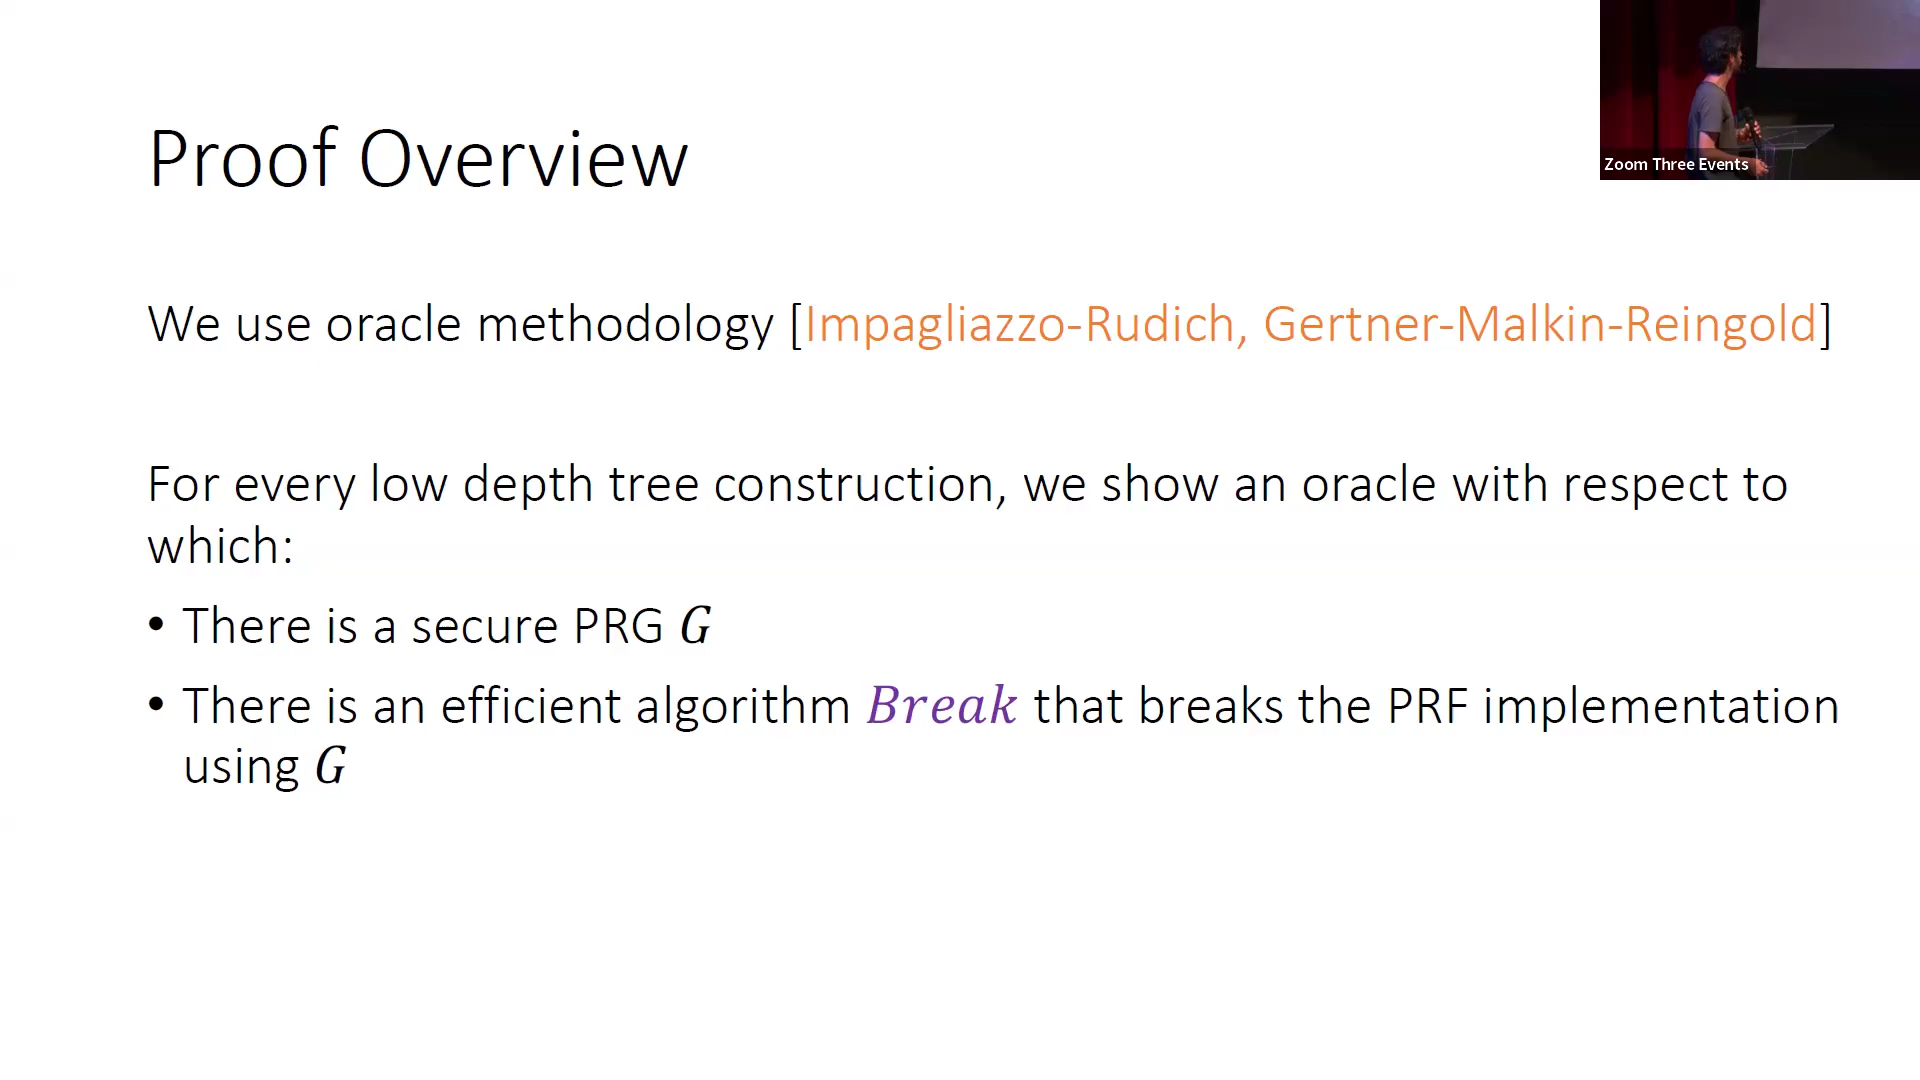 Zoom Three Events
Proof Overview
We use oracle methodology [Impagliazzo-Rudich, Gertner-Malkin-Reingold]
For every low depth tree construction, we show an oracle with respect to
which:
• There is a secure PRG G
• There is an efficient algorithm Break that breaks the PRF implementation
using G